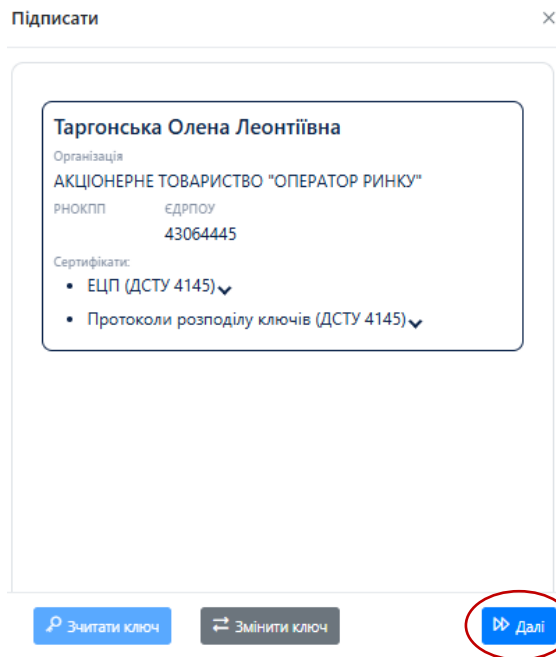 Підписати
Таргонська Олена Леонтіївна
Організація
АКЦІОНЕРНЕ ТОВАРИСТВО "ОПЕРАТОР РИНКУ"
РНОКПП ЄДРПОУ
43064445
Сертифікати:
ЕЦП (ДСТУ 4145)
Протоколи розподілу ключів (ДСТУ 4145)
Зчитати ключ Змінити ключ Далі